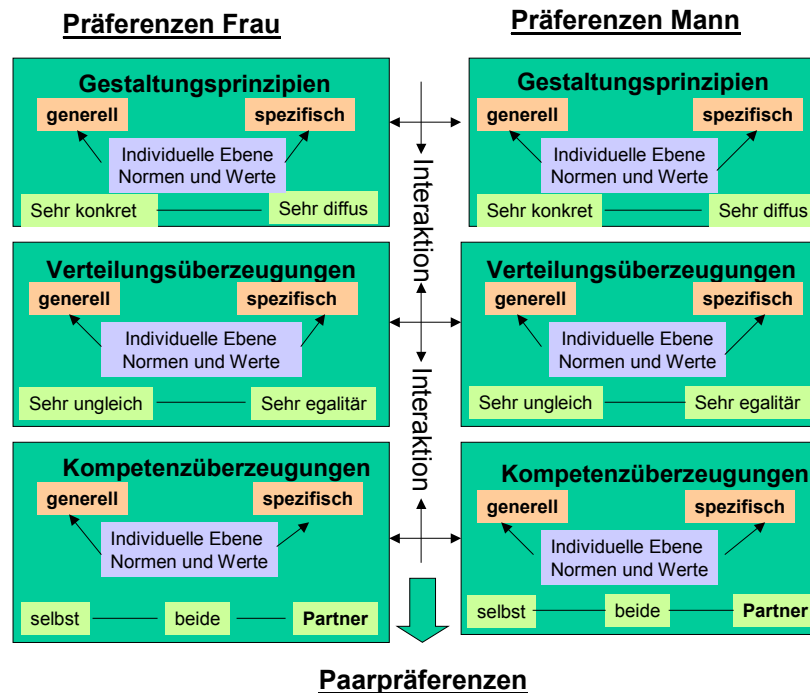 Präferenzen Frau
Präferenzen Mann
Gestaltungsprinzipien
generell
spezifisch
Individuelle Ebene
Normen und Werte
Sehr konkret
Sehr diffus
Verteilungsüberzeugungen
generell
spezifisch
Individuelle Ebene
Normen und Werte
Sehr ungleich
Sehr egalitär
Kompetenzüberzeugungen
generell
spezifisch
Individuelle Ebene
Normen und Werte
selbst
beide
Partner
Interaktion
Interaktion
Gestaltungsprinzipien
generell
spezifisch
Individuelle Ebene
Normen und Werte
Sehr konkret
Sehr diffus
Verteilungsüberzeugungen
generell
spezifisch
Individuelle Ebene
Normen und Werte
Sehr ungleich
Sehr egalitär
Kompetenzüberzeugungen
generell
spezifisch
Individuelle Ebene
Normen und Werte
selbst
beide
Partner
Paarpräferenzen